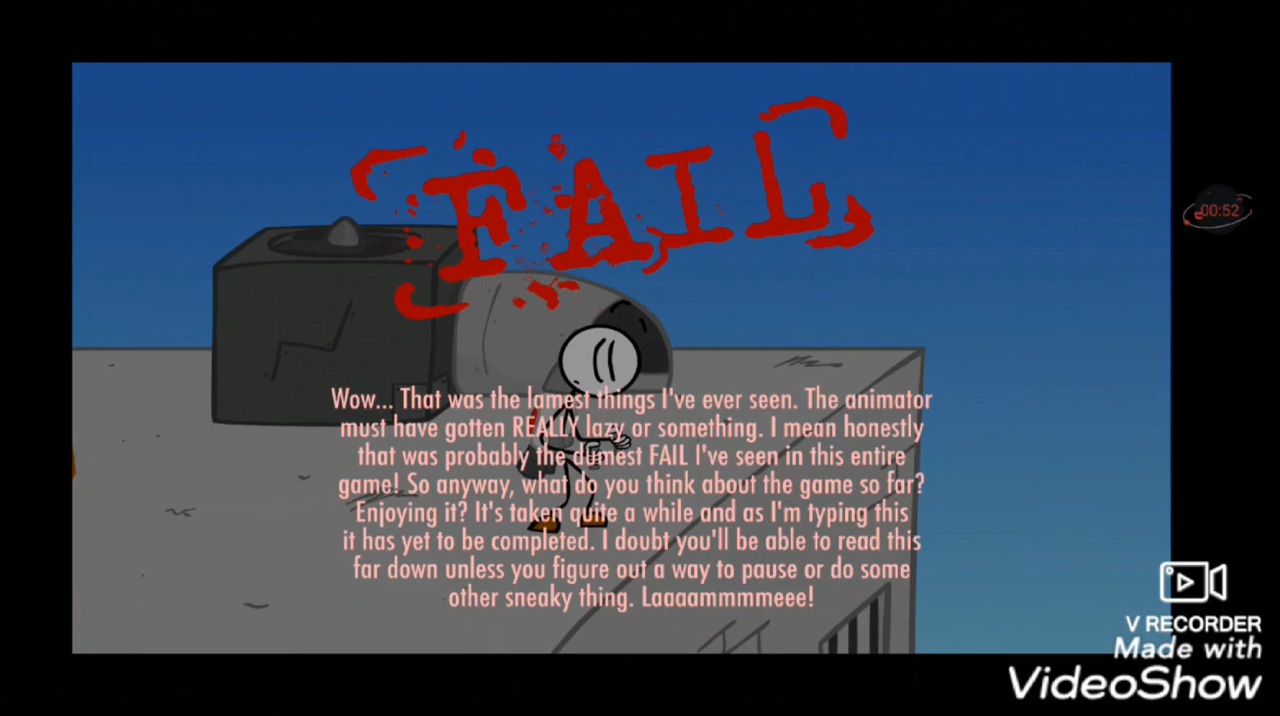 FAIL
00:52
Wow... That was the lamest things I've ever seen. The animator
must have gotten REALLY lazy or something. I mean honestly
that was probably the dumest FAIL I've seen in this entire
game! So anyway, what do you think about the game so far?
Enjoying it? It's taken quite a while and as I'm typing this
it has yet to be completed. I doubt you'll be able to read this
far down unless you figure out a way to pause or do some
other sneaky thing. Laaaammmmeee!
V RECORDER
Made with
VideoShow